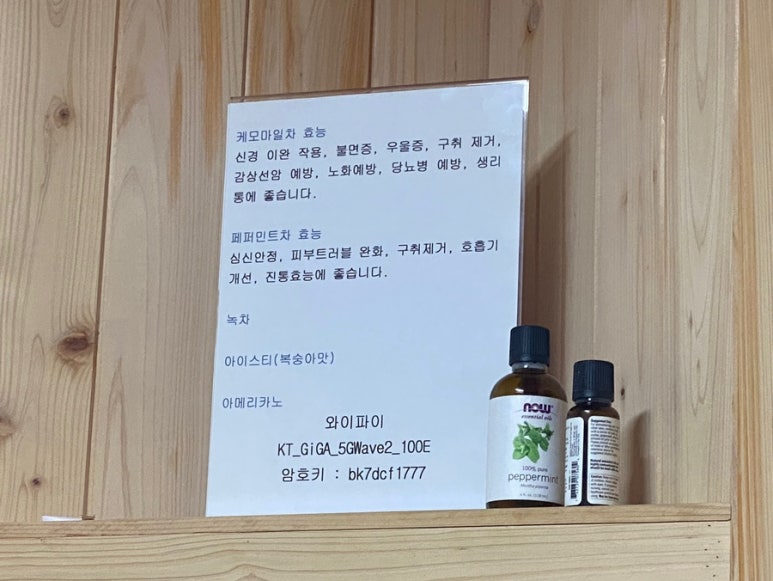 케모마일차 효능
신경 이완 작용, 불면증, 우울증, 구취 제거,
감상선암 예방, 노화예방, 당뇨병 예방, 생리
통에 좋습니다.
페퍼민트차 효능
심신안정, 피부트러블 완화, 구취제거, 호흡기
개선, 진통효능에 좋습니다.
녹차
아이스티(복숭아맛)
아메리카노
와이파이
KT_GiGA_5GWave2_100E
암호키 : bk7dcf1777
now
essential oils
100% pure
peppermint